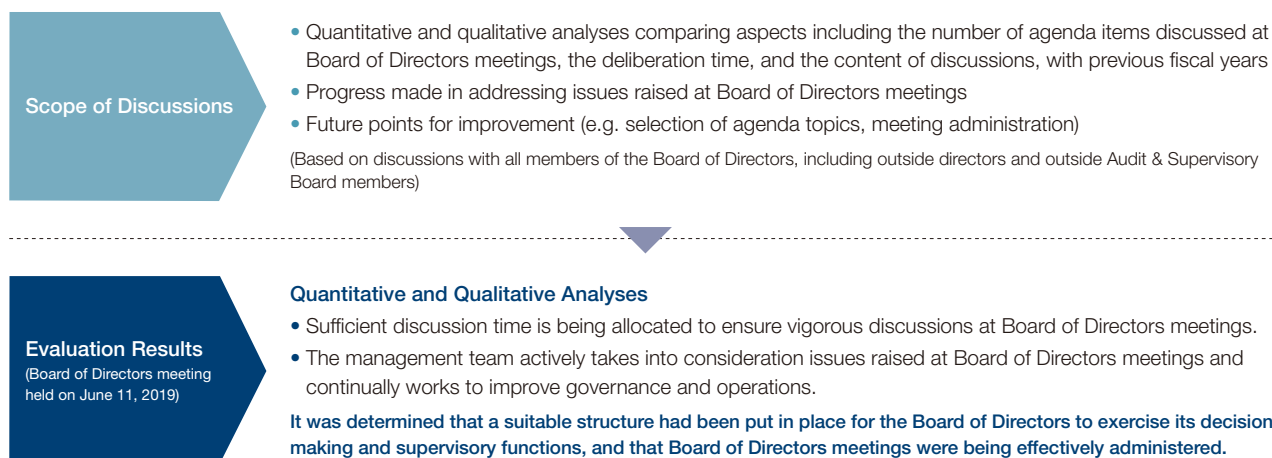 Scope of Discussions
• Quantitative and qualitative analyses comparing aspects including the number of agenda items discussed at
Board of Directors meetings, the deliberation time, and the content of discussions, with previous fiscal years
• Progress made in addressing issues raised at Board of Directors meetings
• Future points for improvement (e.g. selection of agenda topics, meeting administration)
(Based on discussions with all members of the Board of Directors, including outside directors and outside Audit & Supervisory
Board members)
Evaluation Results
(Board of Directors meeting
held on June 11, 2019)
Quantitative and Qualitative Analyses
• Sufficient discussion time is being allocated to ensure vigorous discussions at Board of Directors meetings.
• The management team actively takes into consideration issues raised at Board of Directors meetings and
continually works to improve governance and operations.
It was determined that a suitable structure had been put in place for the Board of Directors to exercise its decision
making and supervisory functions, and that Board of Directors meetings were being effectively administered.